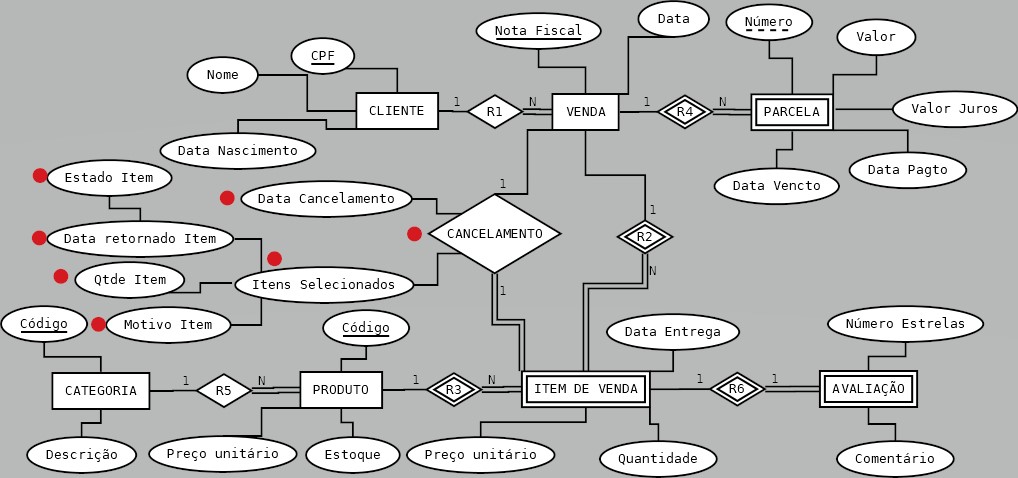 Data
Número
Nota Fiscal
Valor
CPF
Nome
CLIENTE
1
R1
N
VENDA
1
R4
N
PARCELA
Valor Juros
Data Nascimento
Data Pagto
Estado Item
Data Vencto
1
Data Cancelamento
1
Data retornado Item
CANCELAMENTO
R2
Qtde Item
Itens Selecionados
N
1
Código
Motivo Item
Código
Data Entrega
Número Estrelas
CATEGORIA
1
R5
N
PRODUTO
1
R3
N
ITEM DE VENDA
1
R6
1
AVALIAÇÃO
Descrição
Preço unitário
Estoque
Preço unitário
Quantidade
Comentário